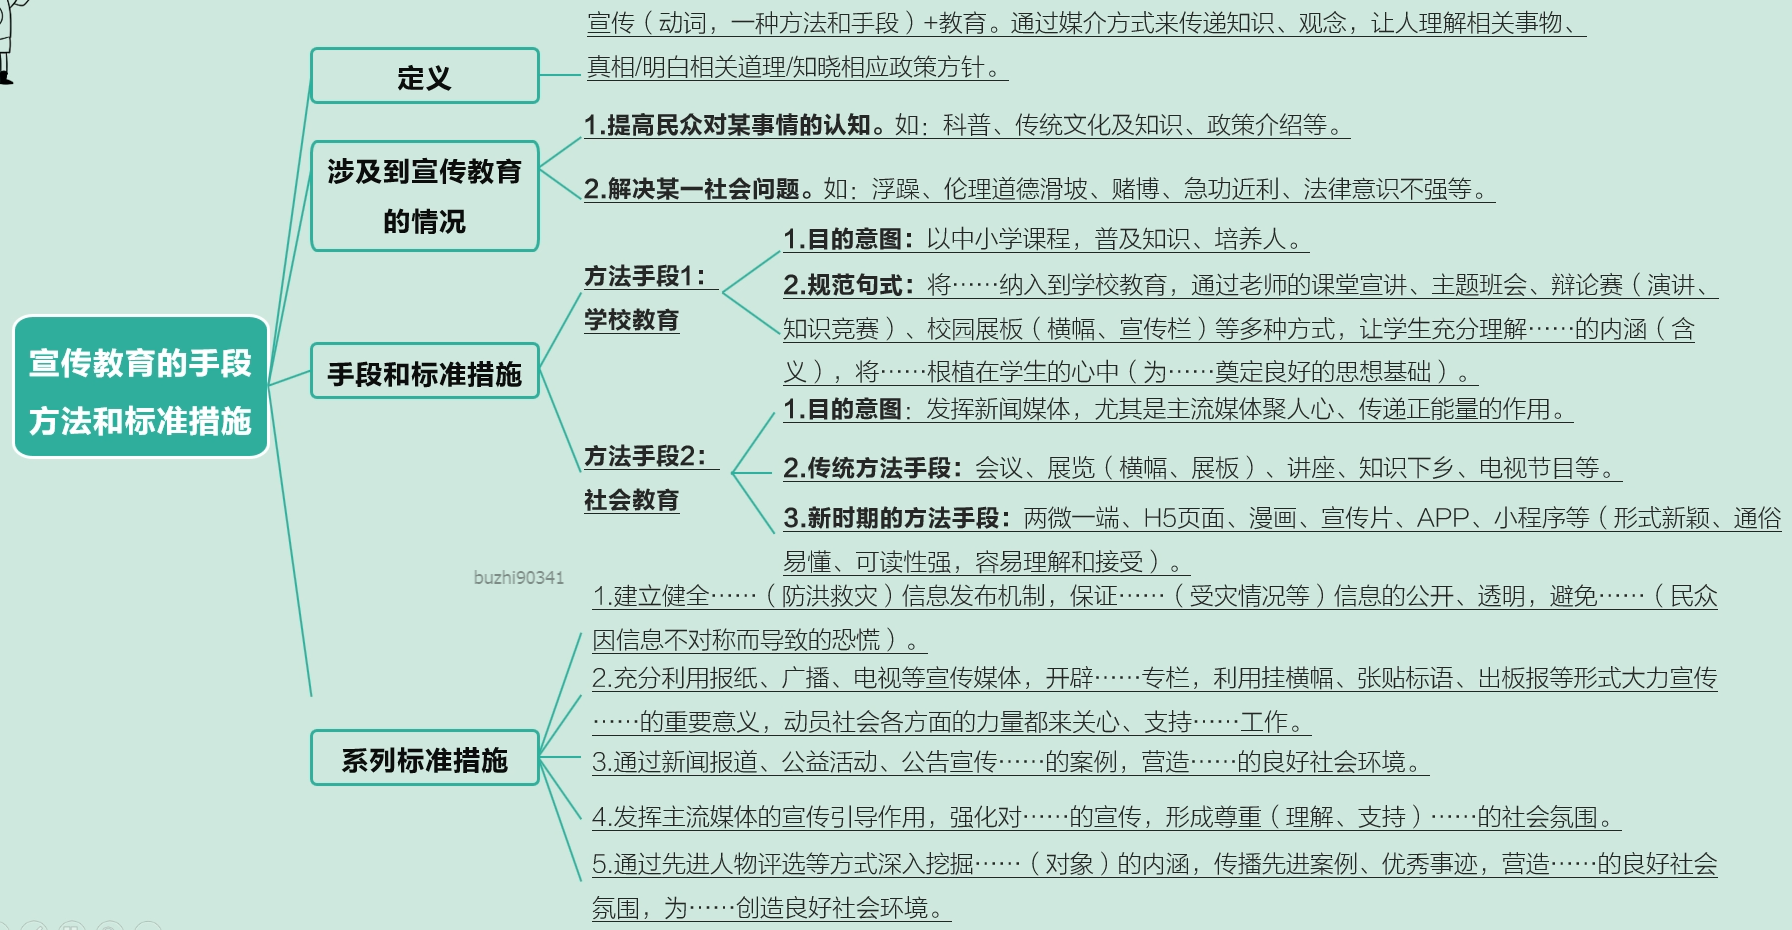 宣传教育的手段
方法和标准措施
定义
宣传（动词，一种方法和手段）+教育。通过媒介方式来传递知识、观念，让人理解相关事物、
真相/明白相关道理/知晓相应政策方针。
涉及到宣传教育
的情况
1.提高民众对某事情的认知。如：科普、传统文化及知识、政策介绍等。
2.解决某一社会问题。如：浮躁、伦理道德滑坡、赌博、急功近利、法律意识不强等。
手段和标准措施
方法手段1：
学校教育
1.目的意图：以中小学课程，普及知识、培养人。
2.规范句式：将……纳入到学校教育，通过老师的课堂宣讲、主题班会、辩论赛（演讲、
知识竞赛）、校园展板（横幅、宣传栏）等多种方式，让学生充分理解……的内涵（含
义），将……根植在学生的心中（为……奠定良好的思想基础）。
方法手段2：
社会教育
1.目的意图：发挥新闻媒体，尤其是主流媒体聚人心、传递正能量的作用。
2.传统方法手段：会议、展览（横幅、展板）、讲座、知识下乡、电视节目等。
3.新时期的方法手段：两微一端、H5页面、漫画、宣传片、APP、小程序等（形式新颖、通俗
易懂、可读性强，容易理解和接受）。
buzhi90341
系列标准措施
1.建立健全……（防洪救灾）信息发布机制，保证……（受灾情况等）信息的公开、透明，避免……（民众
因信息不对称而导致的恐慌）。
2.充分利用报纸、广播、电视等宣传媒体，开辟……专栏，利用挂横幅、张贴标语、出板报等形式大力宣传
……的重要意义，动员社会各方面的力量都来关心、支持……工作。
3.通过新闻报道、公益活动、公告宣传……的案例，营造……的良好社会环境。
4.发挥主流媒体的宣传引导作用，强化对……的宣传，形成尊重（理解、支持）……的社会氛围。
5.通过先进人物评选等方式深入挖掘……（对象）的内涵，传播先进案例、优秀事迹，营造……的良好社会
氛围，为……创造良好社会环境。